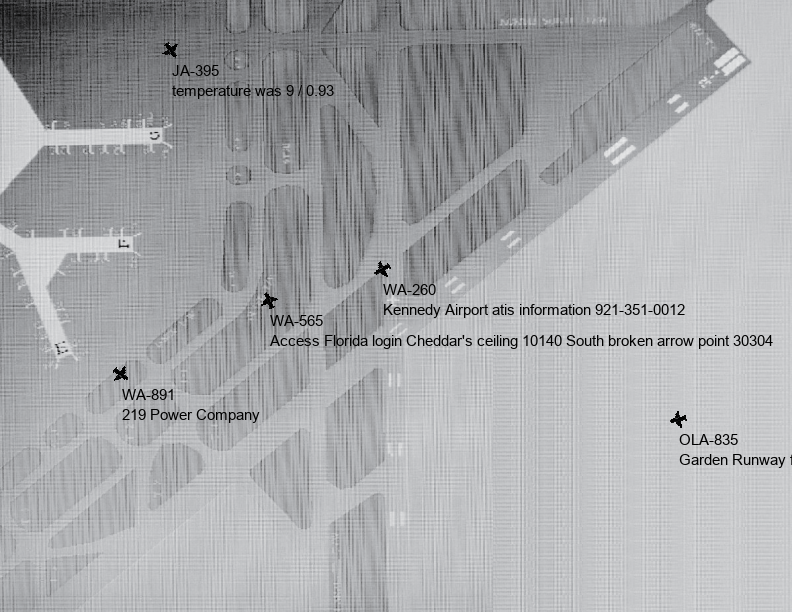 JA-395
temperature was 9 / 0.93
WA-260
Kennedy Airport atis information 921-351-0012
WA-565
Access Florida login Cheddar's ceiling 10140 South broken arrow point 30304
WA-891
219 Power Company
OLA-835
Garden Runway